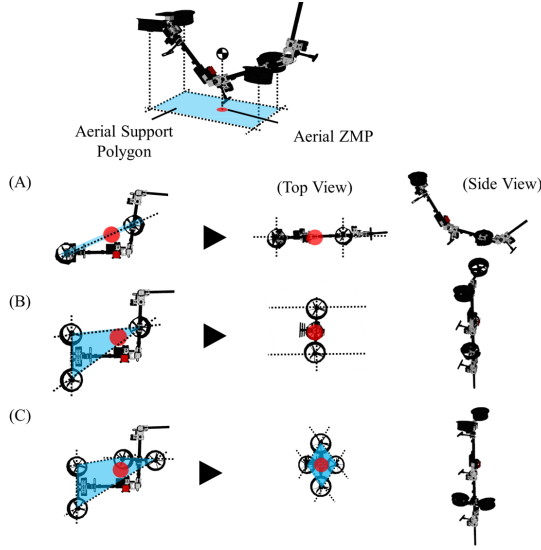 Aerial Support
Polygon
Aerial ZMP
(A)
(Top View)
(Side View)
(B)
(C)